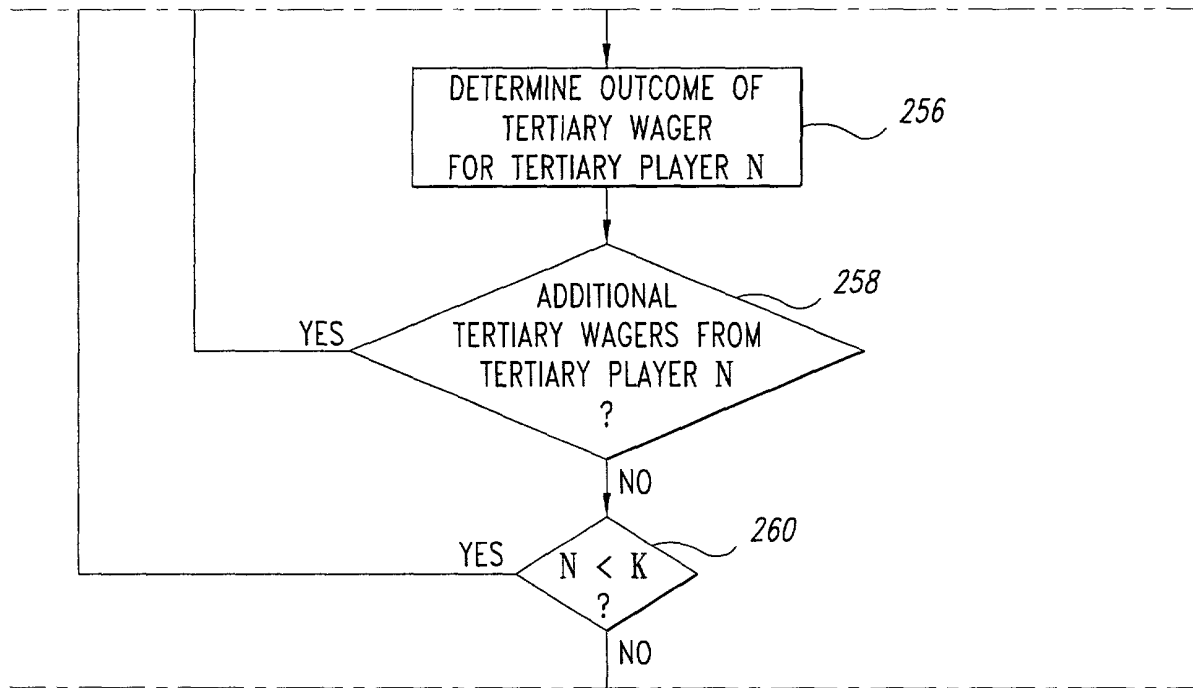 DETERMINE OUTCOME OF
TERTIARY WAGER
FOR TERTIARY PLAYER N
256
ADDITIONAL
TERTIARY WAGERS FROM
TERTIARY PLAYER N
?
258
YES
NO
N < K
?
260
YES
NO